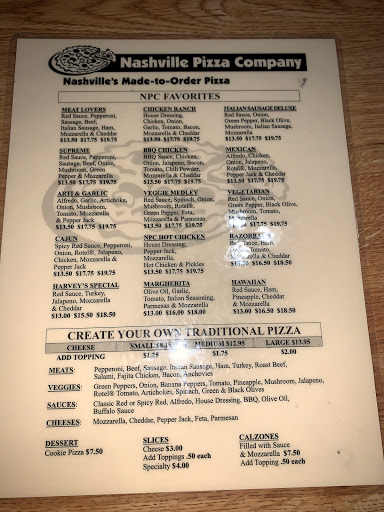 Nashville Pizza Company
Nashville's Made-to-Order Pizza
NPC FAVORITES
MEAT LOVERS
Red Sauce, Pepperoni,
Sausage, Beef,
Italian Sausage, Ham,
Mozzarella & Cheddar
$13.50 $17.75 $19.75
CHICKEN RANCH
House Dressing,
Chicken, Onion,
Garlic, Tomato, Bacon,
Mozzarella & Cheddar
$13.50 $17.75 $19.75
ITALIAN SAUSAGE DELUXE
Red Sauce, Onion,
Green Pepper, Black Olive,
Mushroom, Italian Sausage,
Mozzarella
$13.50 $17.75 $19.75
SUPREME
Red Sauce, Pepperoni,
Sausage, Beef, Onion,
Mushroom, Green
Pepper & Mozzarella
$13.50 $17.75 $19.75
BBQ CHICKEN
BBQ Sauce, Chicken,
Onion, Jalapeno, Bacon,
Tomato, Chili Powder,
Mozzarella & Cheddar
$13.50 $17.75 $19.75
MEXICAN
Alfredo, Chicken,
Onion, Jalapeno,
Rotel®, Mozzarella,
Pepper Jack & Cheddar
$13.50 $17.75 $19.75
ARTI & GARLIC
Alfredo, Garlic, Artichoke,
Onion, Mushroom,
Tomato, Mozzarella
& Pepper Jack
$13.50 $17.75 $19.75
VEGGIE MEDLEY
Red Sauce, Spinach, Onion,
Mushroom, Rotel®
Green Pepper, Feta,
Mozzarella & Parmesan
$13.50 $17.75 $19.75
VEGETARIAN
Red Sauce, Onion,
Green Pepper, Black Olive,
Mushroom, Tomato,
Mozzarella
$13.50 $17.75 $19.75
CAJUN
Spicy Red Sauce, Pepperoni,
Onion, Rotel®, Jalapeno,
Chicken, Mozzarella &
Pepper Jack
$13.50 $17.75 $19.75
NPC HOT CHICKEN
House Dressing,
Pepper Jack,
Mozzarella,
Hot Chicken & Pickles
$13.50 $17.75 $19.75
RAZORBACK
Red Sauce,
Tomato,
Mozzarella & Cheddar
$16.50 $18.50
HARVEY'S SPECIAL
Red Sauce, Turkey,
Jalapeno, Mozzarella
& Cheddar
$13.00 $15.50 $18.50
MARGHERITA
Olive Oil, Garlic,
Tomato, Italian Seasoning,
Parmesan & Mozzarella
$13.00 $16.00 $18.00
HAWAIIAN
Red Sauce, Ham,
Pineapple, Cheddar
& Mozzarella
$13.00 $16.50 $18.50
CREATE YOUR OWN TRADITIONAL PIZZA
CHEESE SMALL MEDIUM $12.95 LARGE $13.95
ADD TOPPING $1.25 $1.75 $2.00
MEATS: Pepperoni, Beef, Sausage, Italian Sausage, Ham, Turkey, Roast Beef,
Salami, Fajita Chicken, Bacon, Anchovies
VEGGIES: Green Peppers, Onion, Banana Peppers, Tomato, Pineapple, Mushroom, Jalapeno,
Rotel® Tomato, Artichokes, Spinach, Green & Black Olives
SAUCES: Classic Red or Spicy Red, Alfredo, House Dressing, BBQ, Olive Oil,
Buffalo Sauce
CHEESES: Mozzarella, Cheddar, Pepper Jack, Feta, Parmesan
DESSERT
Cookie Pizza $7.50
SLICES
Cheese $3.00
Add Toppings .50 each
Specialty $4.00
CALZONES
Filled with Sauce
& Mozzarella $7.50
Add Topping .50 each